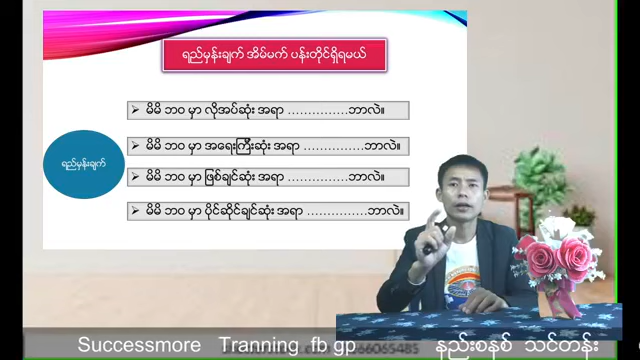 ရည်မှန်းချက် အိမ်မက် ပန်းတိုင်ရှိရမယ်
➢ မိမိ ဘဝ မှာ လိုအပ်ဆုံး အရာ ...............ဘာလဲ။
➢ မိမိ ဘဝ မှာ အရေးကြီးဆုံး အရာ ...............ဘာလဲ။
ရည်မှန်းချက်
➢ မိမိ ဘဝ မှာ ဖြစ်ချင်ဆုံး အရာ ...............ဘာလဲ။
➢ မိမိ ဘဝ မှာ ပိုင်ဆိုင်ချင်ဆုံး အရာ ...............ဘာလဲ။
Successmore Tranning fb gp နည်းစနစ် သင်တန်း